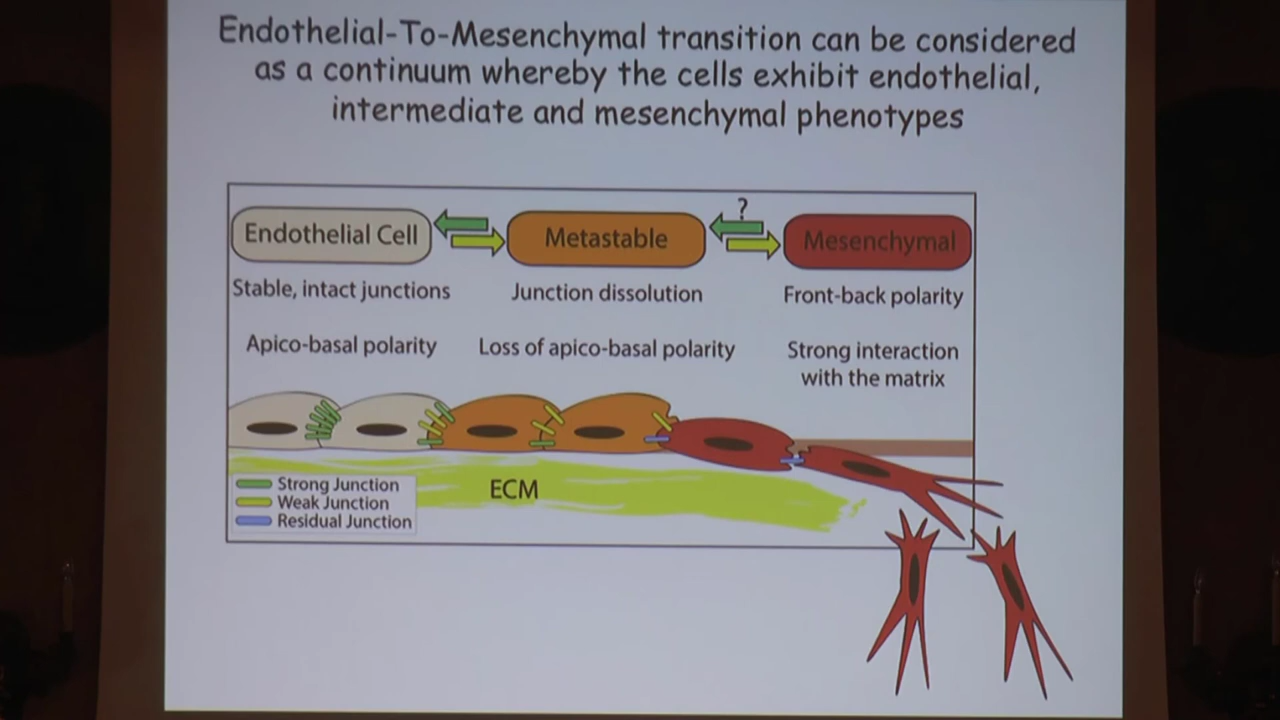 Endothelial-To-Mesenchymal transition can be considered
as a continuum whereby the cells exhibit endothelial,
intermediate and mesenchymal phenotypes
?
Endothelial Cell
Metastable
Mesenchymal
Stable, intact junctions
Junction dissolution
Front-back polarity
Apico-basal polarity
Loss of apico-basal polarity
Strong interaction
with the matrix
Strong Junction
Weak Junction
Residual Junction
ECM